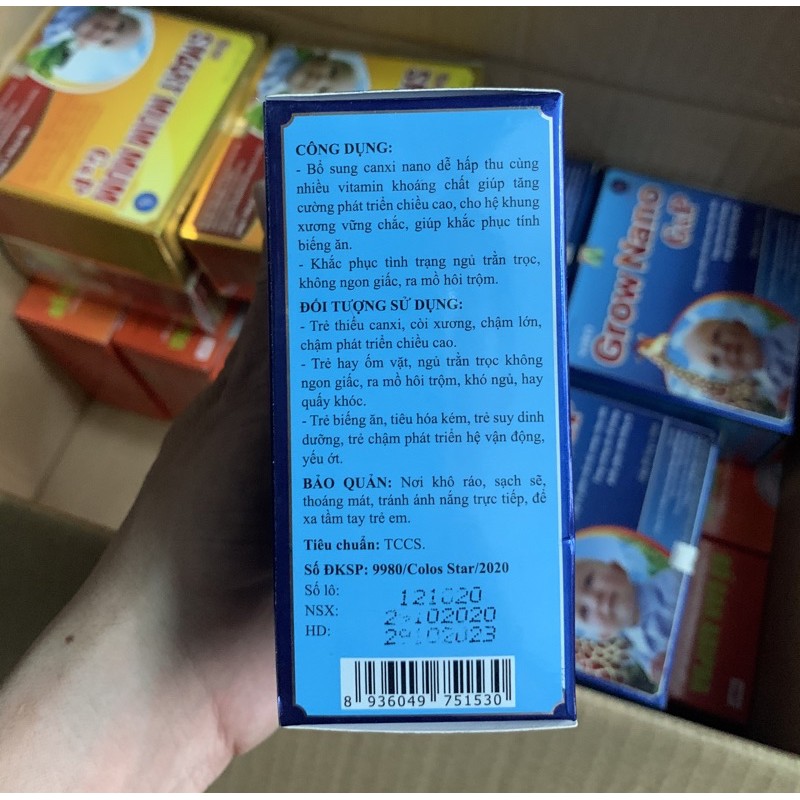 CÔNG DỤNG:
- Bổ sung canxi nano dễ hấp thu cùng
nhiều vitamin khoáng chất giúp tăng
cường phát triển chiều cao, cho hệ khung
xương vững chắc, giúp khắc phục tính
biếng ăn.
- Khắc phục tình trạng ngủ trằn trọc,
không ngon giấc, ra mồ hôi trộm.
ĐỐI TƯỢNG SỬ DỤNG:
- Trẻ thiếu canxi, còi xương, chậm lớn,
chậm phát triển chiều cao.
- Trẻ hay ốm vặt, ngủ trằn trọc không
ngon giấc, ra mồ hôi trộm, khó ngủ, hay
quấy khóc.
- Trẻ biếng ăn, tiêu hóa kém, trẻ suy dinh
dưỡng, trẻ chậm phát triển hệ vận động,
yếu ớt.
BẢO QUẢN: Nơi khô ráo, sạch sẽ,
thoáng mát, tránh ánh nắng trực tiếp, để
xa tầm tay trẻ em.
Tiêu chuẩn: TCCS.
Số ĐKSP: 9980/Colos Star/2020
Số lô: 121020
NSX: 29102020
HD: 29102023
8 936049 751530
SMART MUM MUM
G&P
Grow Nano
G&P